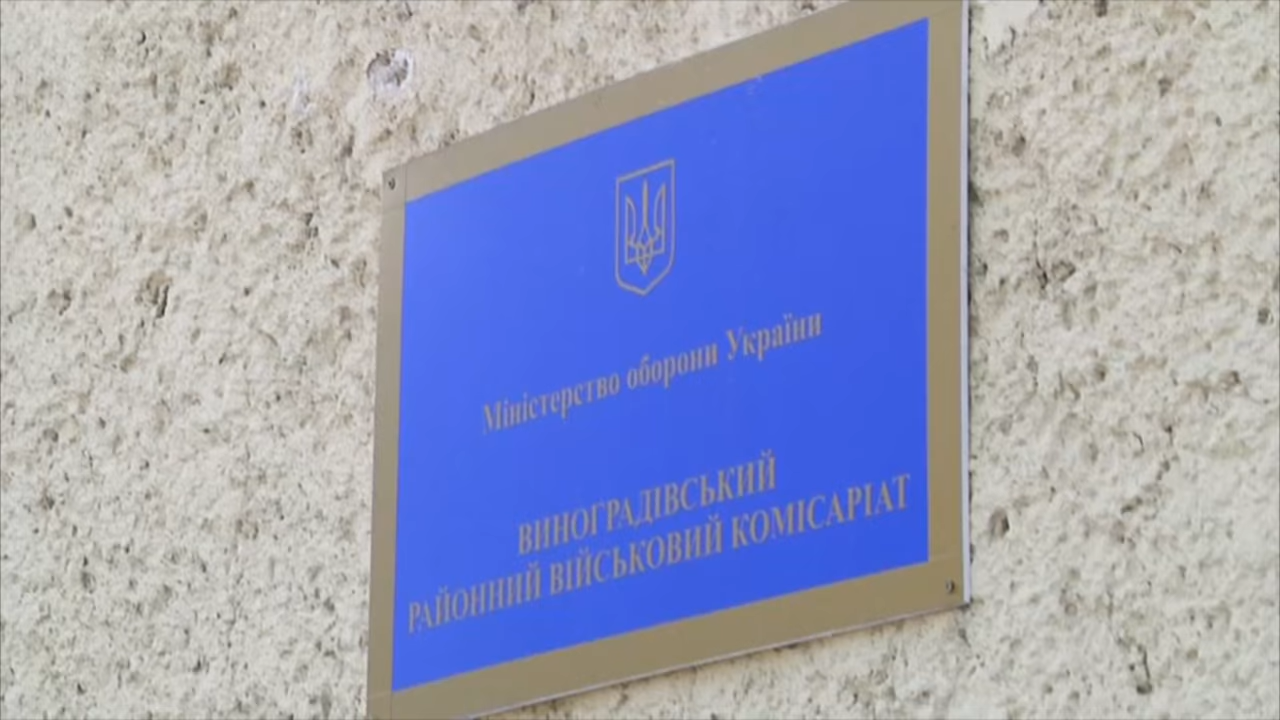 Міністерство оборони України
ВИНОГРАДІВСЬКИЙ
РАЙОННИЙ ВІЙСЬКОВИЙ КОМІСАРІАТ